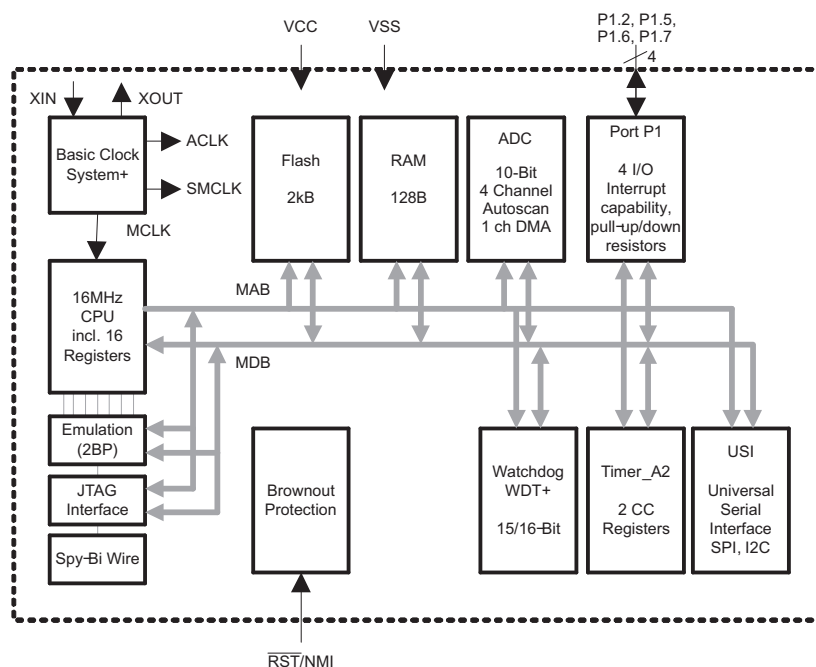 VCC
VSS
P1.2, P1.5,
P1.6, P1.7
4
XIN
XOUT
Basic Clock
System+
ACLK
SMCLK
MCLK
Flash
2kB
RAM
128B
ADC
10-Bit
4 Channel
Autoscan
1 ch DMA
Port P1
4 I/O
Interrupt
capability,
pull-up/down
resistors
16MHz
CPU
incl. 16
Registers
MAB
MDB
Emulation
(2BP)
JTAG
Interface
Spy-Bi Wire
Brownout
Protection
Watchdog
WDT+
15/16-Bit
Timer_A2
2 CC
Registers
USI
Universal
Serial
Interface
SPI, I2C
RST/NMI